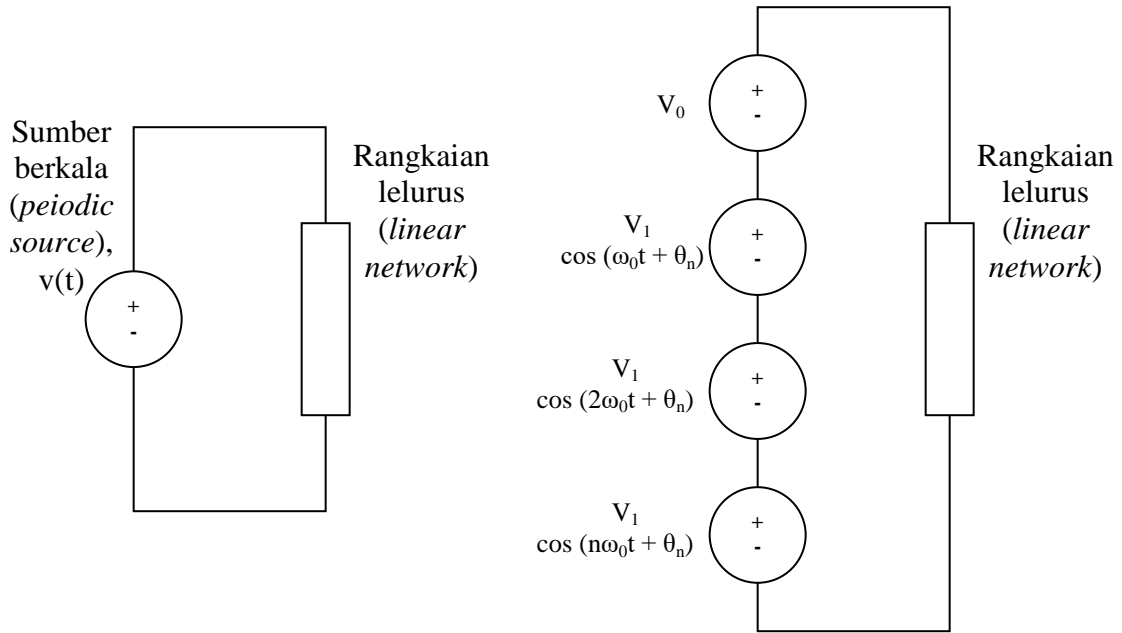 Sumber
berkala
(peiodic
source),
v(t)
+
-
Rangkaian
lelurus
(linear
network)
V₀
+
-
V₁
cos (ω₀t + θₙ)
+
-
V₁
cos (2ω₀t + θₙ)
+
-
V₁
cos (nω₀t + θₙ)
+
-
Rangkaian
lelurus
(linear
network)